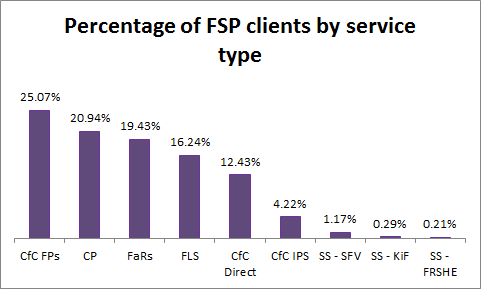 Percentage of FSP clients by service
type
25.07%
20.94%
19.43%
16.24%
12.43%
4.22%
1.17%
0.29%
0.21%
CfC FPs
CP
FaRs
FLS
CfC
Direct
CfC IPS
SS - SFV
SS - KiF
SS -
FRSHE